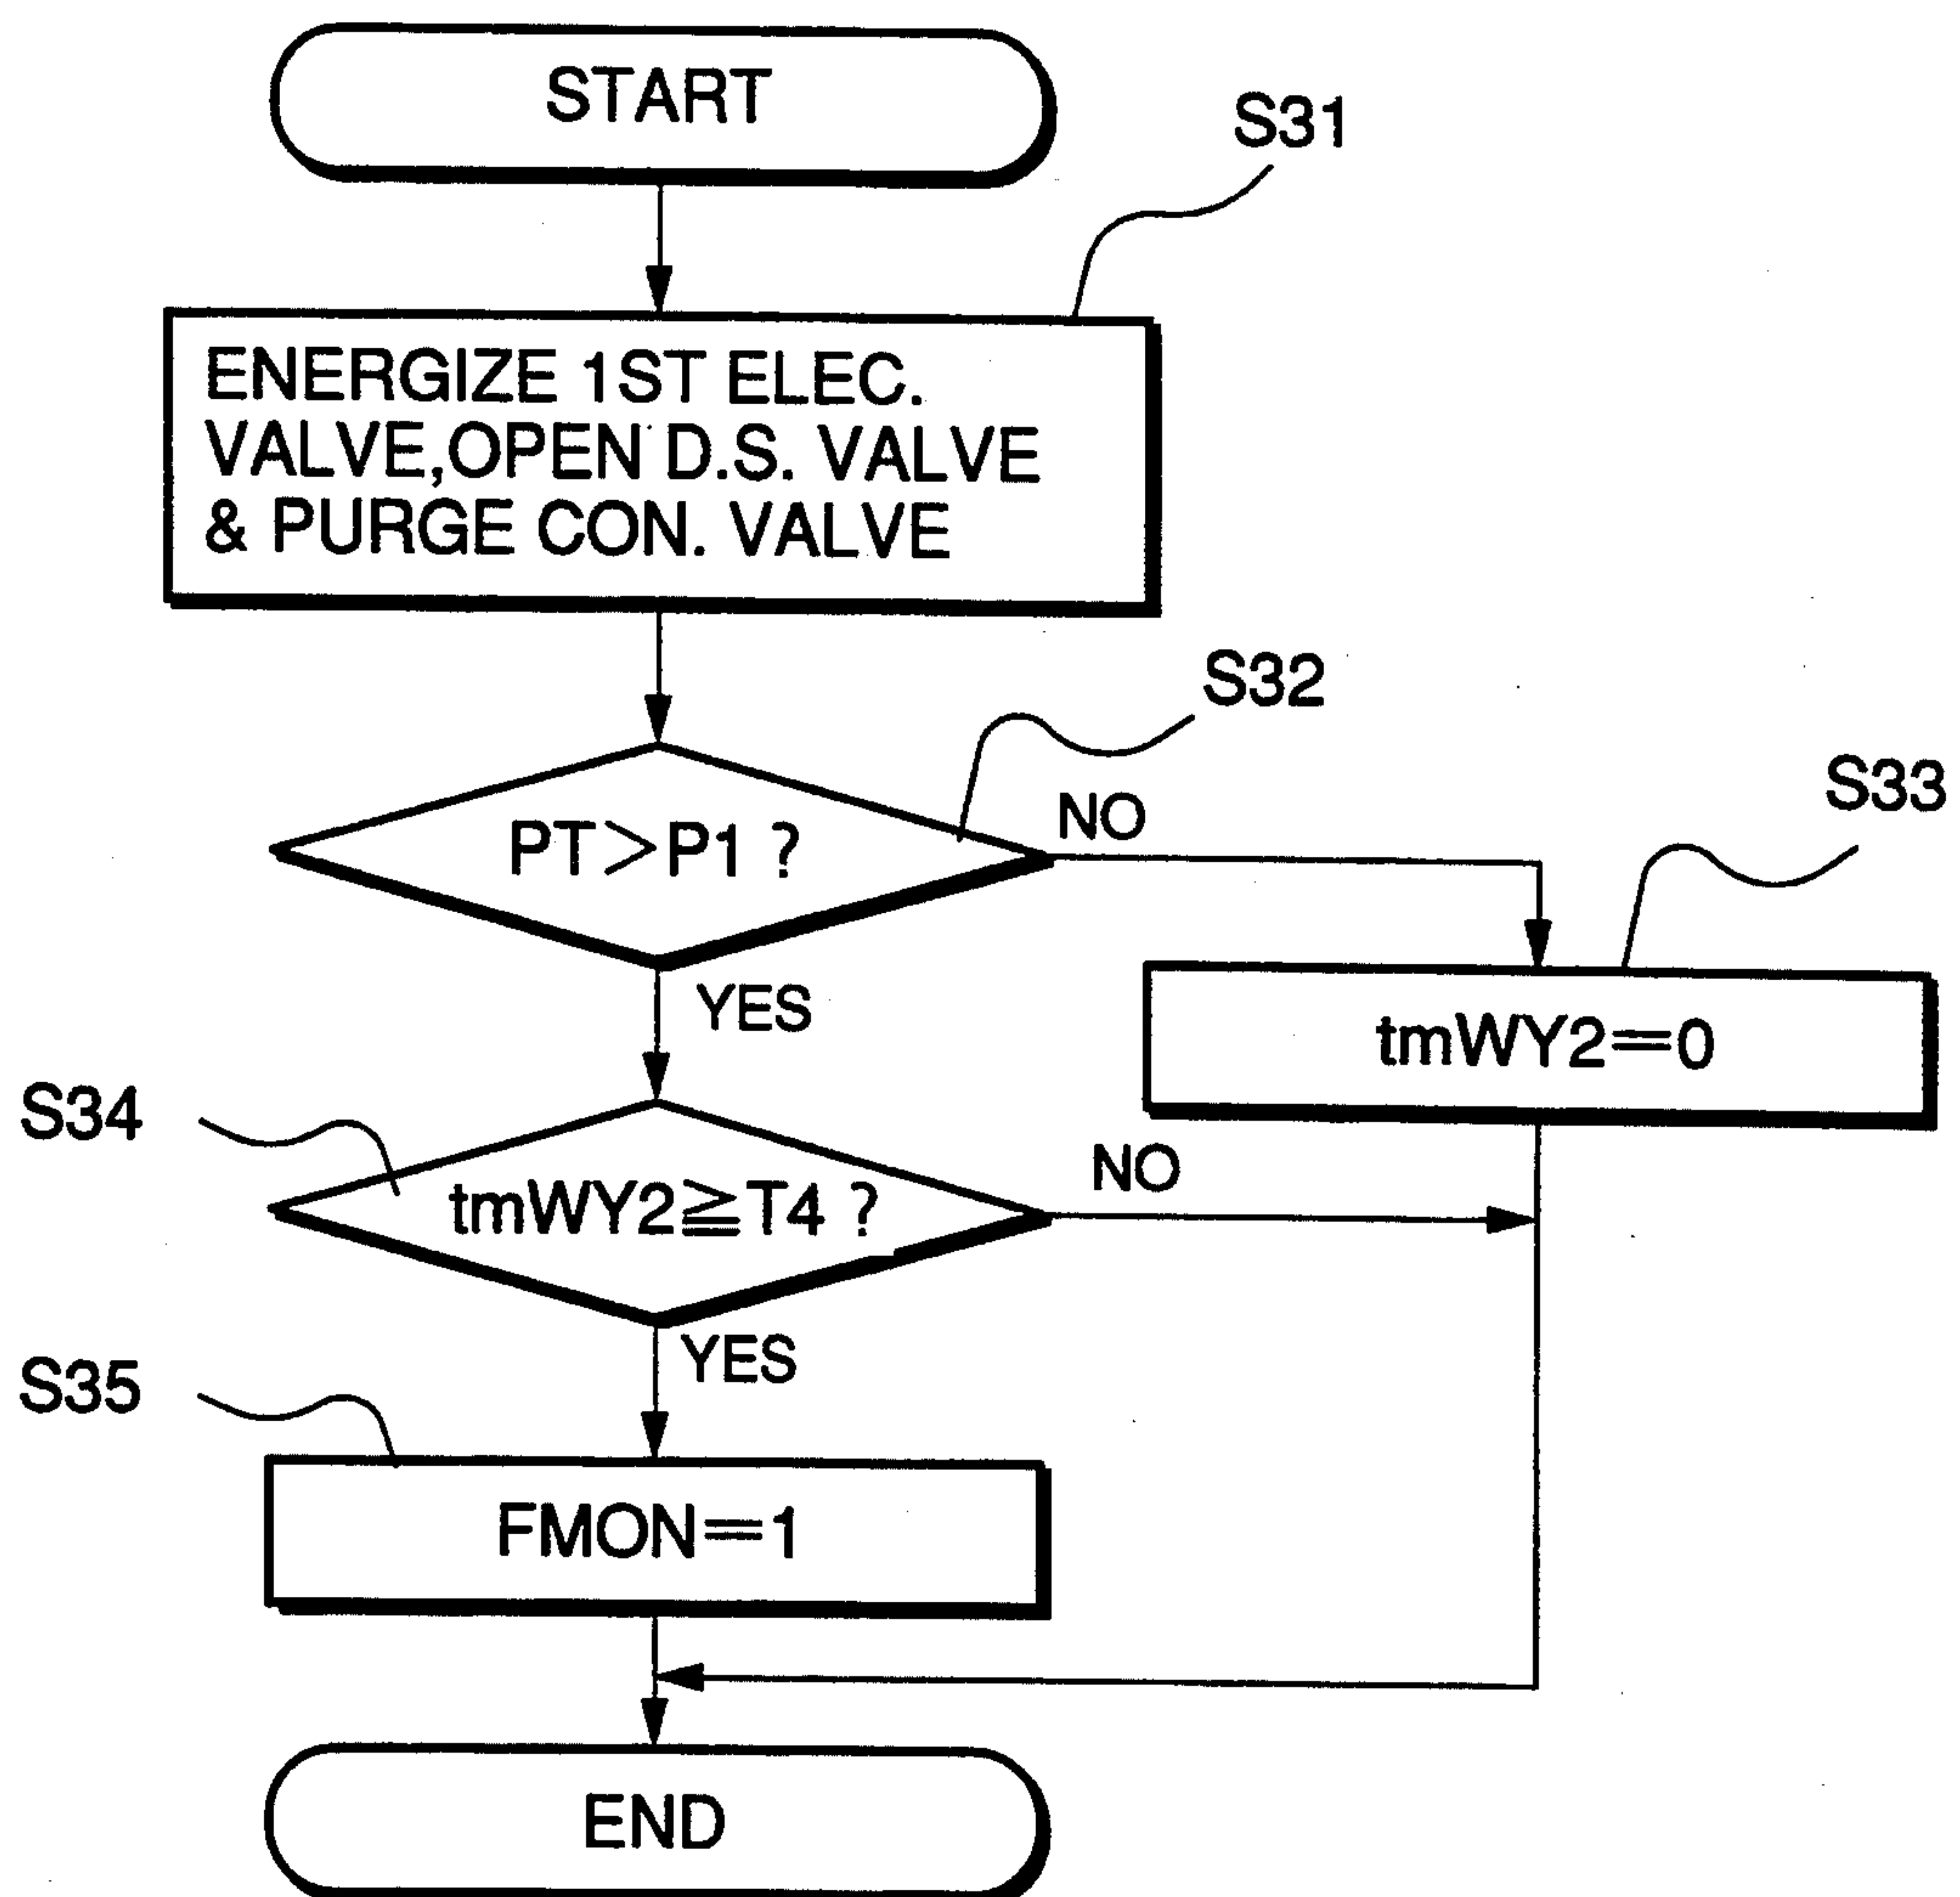 START
S31
ENERGIZE 1ST ELEC.
VALVE,OPEN D.S. VALVE
& PURGE CON. VALVE
S32
PT>P1 ?
NO
S33
YES
tmWY2=0
S34
tmWY2≧T4 ?
NO
YES
S35
FMON=1
END